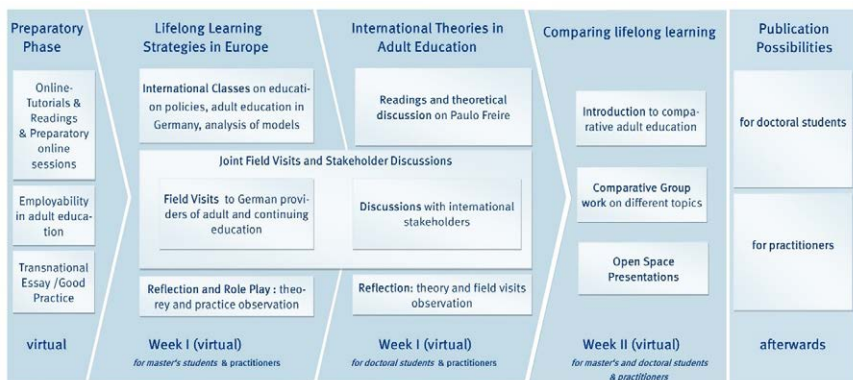 Preparatory
Phase
Online-
Tutorials &
Readings
& Preparatory
online
sessions
Employability
in adult educa-
tion
Transnational
Essay /Good
Practice
virtual
Lifelong Learning
Strategies in Europe
International Classes on educati-
on policies, adult education in
Germany, analysis of models
Joint Field Visits and Stakeholder Discussions
Field Visits to German provi-
ders of adult and continuing
education
Reflection and Role Play : theo-
rey and practice observation
Week I (virtual)
for master's students & practitioners
International Theories in
Adult Education
Readings and theoretical
discussion on Paulo Freire
Discussions with international
stakeholders
Reflection: theory and field visits
observation
Week I (virtual)
for doctoral students & practitioners
Comparing lifelong learning
Introduction to compa-
rative adult education
Comparative Group
work on different topics
Open Space
Presentations
Week II (virtual)
for master's and doctoral students
& practitioners
Publication
Possibilities
for doctoral students
for practitioners
afterwards